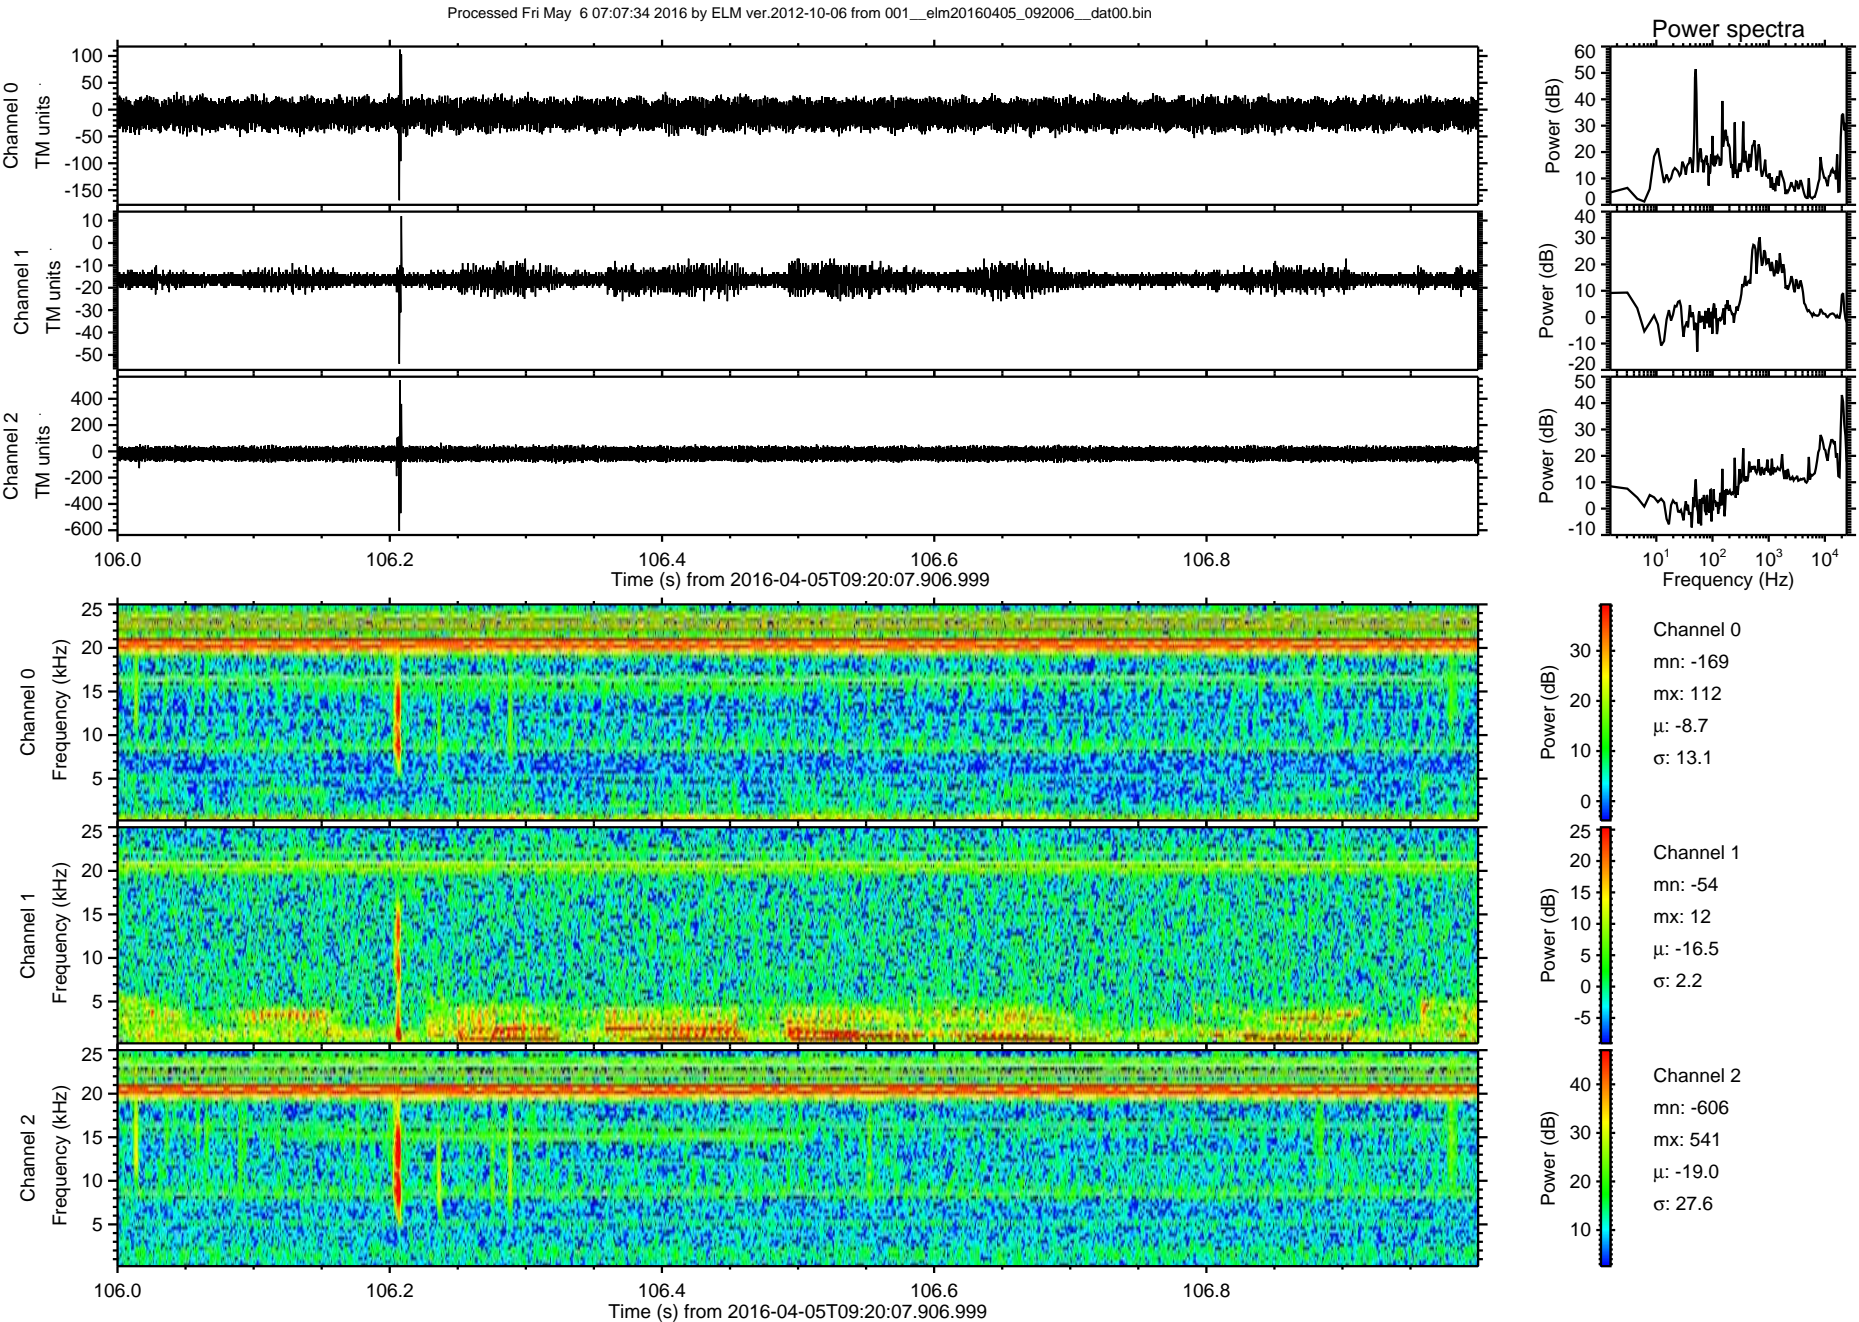 Processed Fri May  6 07:07:34 2016 by ELM ver.2012-10-06 from 001__elm20160405_092006__dat00.bin
Power spectra
Channel 0
TM units
100
50
0
-50
-100
-150
Power (dB)
60
50
40
30
20
10
0
Channel 1
TM units
10
0
-10
-20
-30
-40
-50
Power (dB)
40
30
20
10
0
-10
-20
Channel 2
TM units
400
200
0
-200
-400
-600
Power (dB)
50
40
30
20
10
0
-10
106.0 106.2 106.4 106.6 106.8
Time (s) from 2016-04-05T09:20:07.906.999
10¹ 10² 10³ 10⁴
Frequency (Hz)
Channel 0
Frequency (kHz)
25
20
15
10
5
Power (dB)
30
20
10
0
Channel 0
mn: -169
mx: 112
μ: -8.7
σ: 13.1
Channel 1
Frequency (kHz)
25
20
15
10
5
Power (dB)
25
20
15
10
5
0
-5
Channel 1
mn: -54
mx: 12
μ: -16.5
σ: 2.2
Channel 2
Frequency (kHz)
25
20
15
10
5
Power (dB)
40
30
20
10
Channel 2
mn: -606
mx: 541
μ: -19.0
σ: 27.6
106.0 106.2 106.4 106.6 106.8
Time (s) from 2016-04-05T09:20:07.906.999